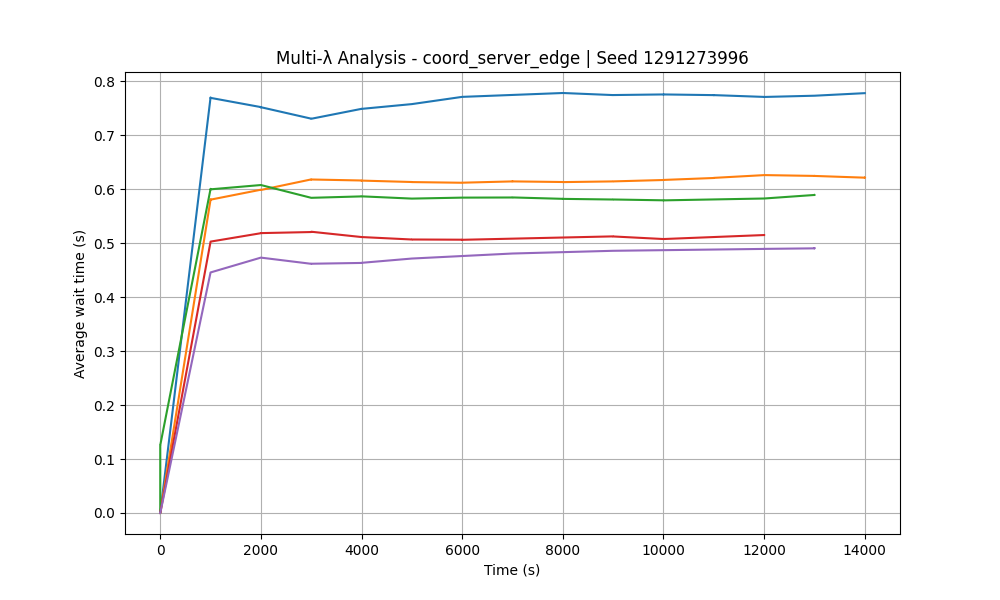 Multi-λ Analysis - coord_server_edge | Seed 1291273996
Average wait time (s)
0.8
0.7
0.6
0.5
0.4
0.3
0.2
0.1
0.0
0 2000 4000 6000 8000 10000 12000 14000
Time (s)